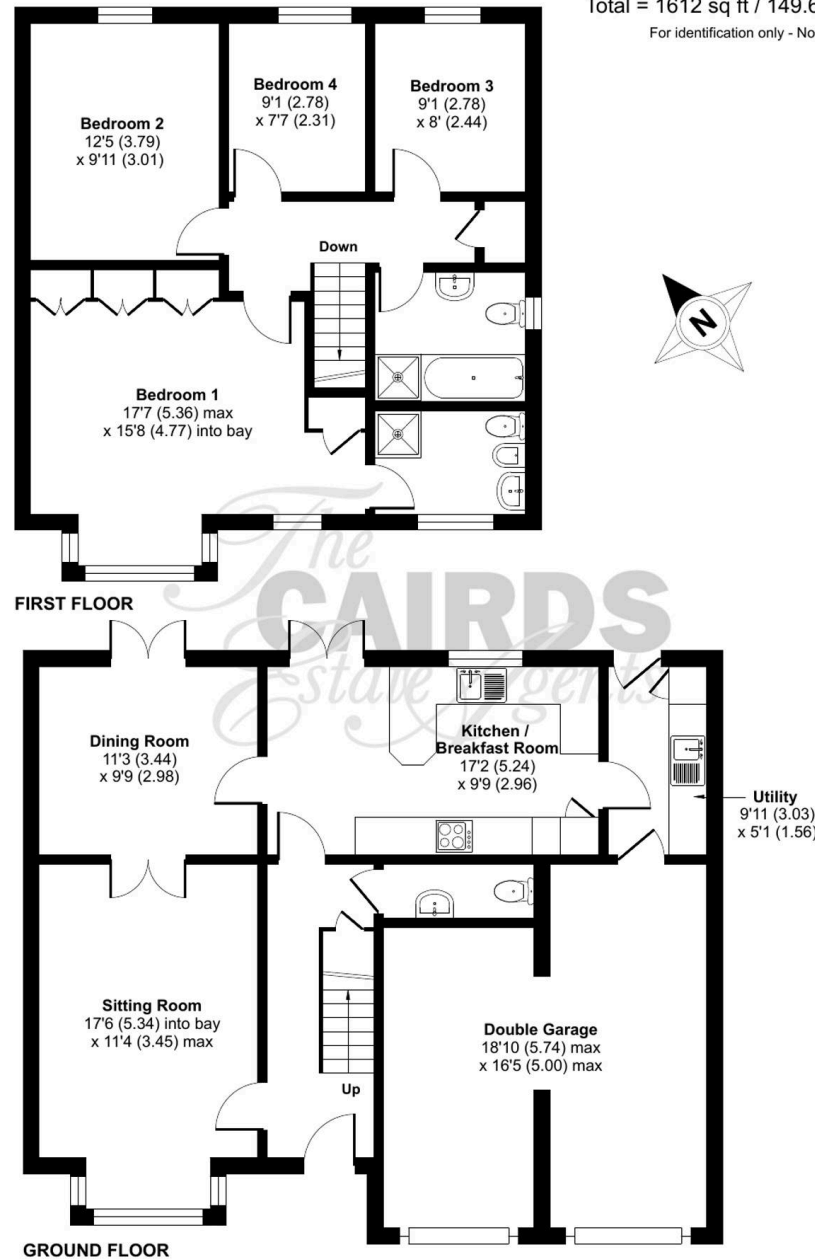 Total = 1612 sq ft / 149.6
For identification only - No
Bedroom 2
12'5 (3.79)
x 9'11 (3.01)
Bedroom 4
9'1 (2.78)
x 7'7 (2.31)
Bedroom 3
9'1 (2.78)
x 8' (2.44)
Down
N
Bedroom 1
17'7 (5.36) max
x 15'8 (4.77) into bay
FIRST FLOOR
The
CAIRDS
Estate Agents
Dining Room
11'3 (3.44)
x 9'9 (2.98)
Kitchen /
Breakfast Room
17'2 (5.24)
x 9'9 (2.96)
Utility
9'11 (3.03)
x 5'1 (1.56)
Sitting Room
17'6 (5.34) into bay
x 11'4 (3.45) max
Up
Double Garage
18'10 (5.74) max
x 16'5 (5.00) max
GROUND FLOOR